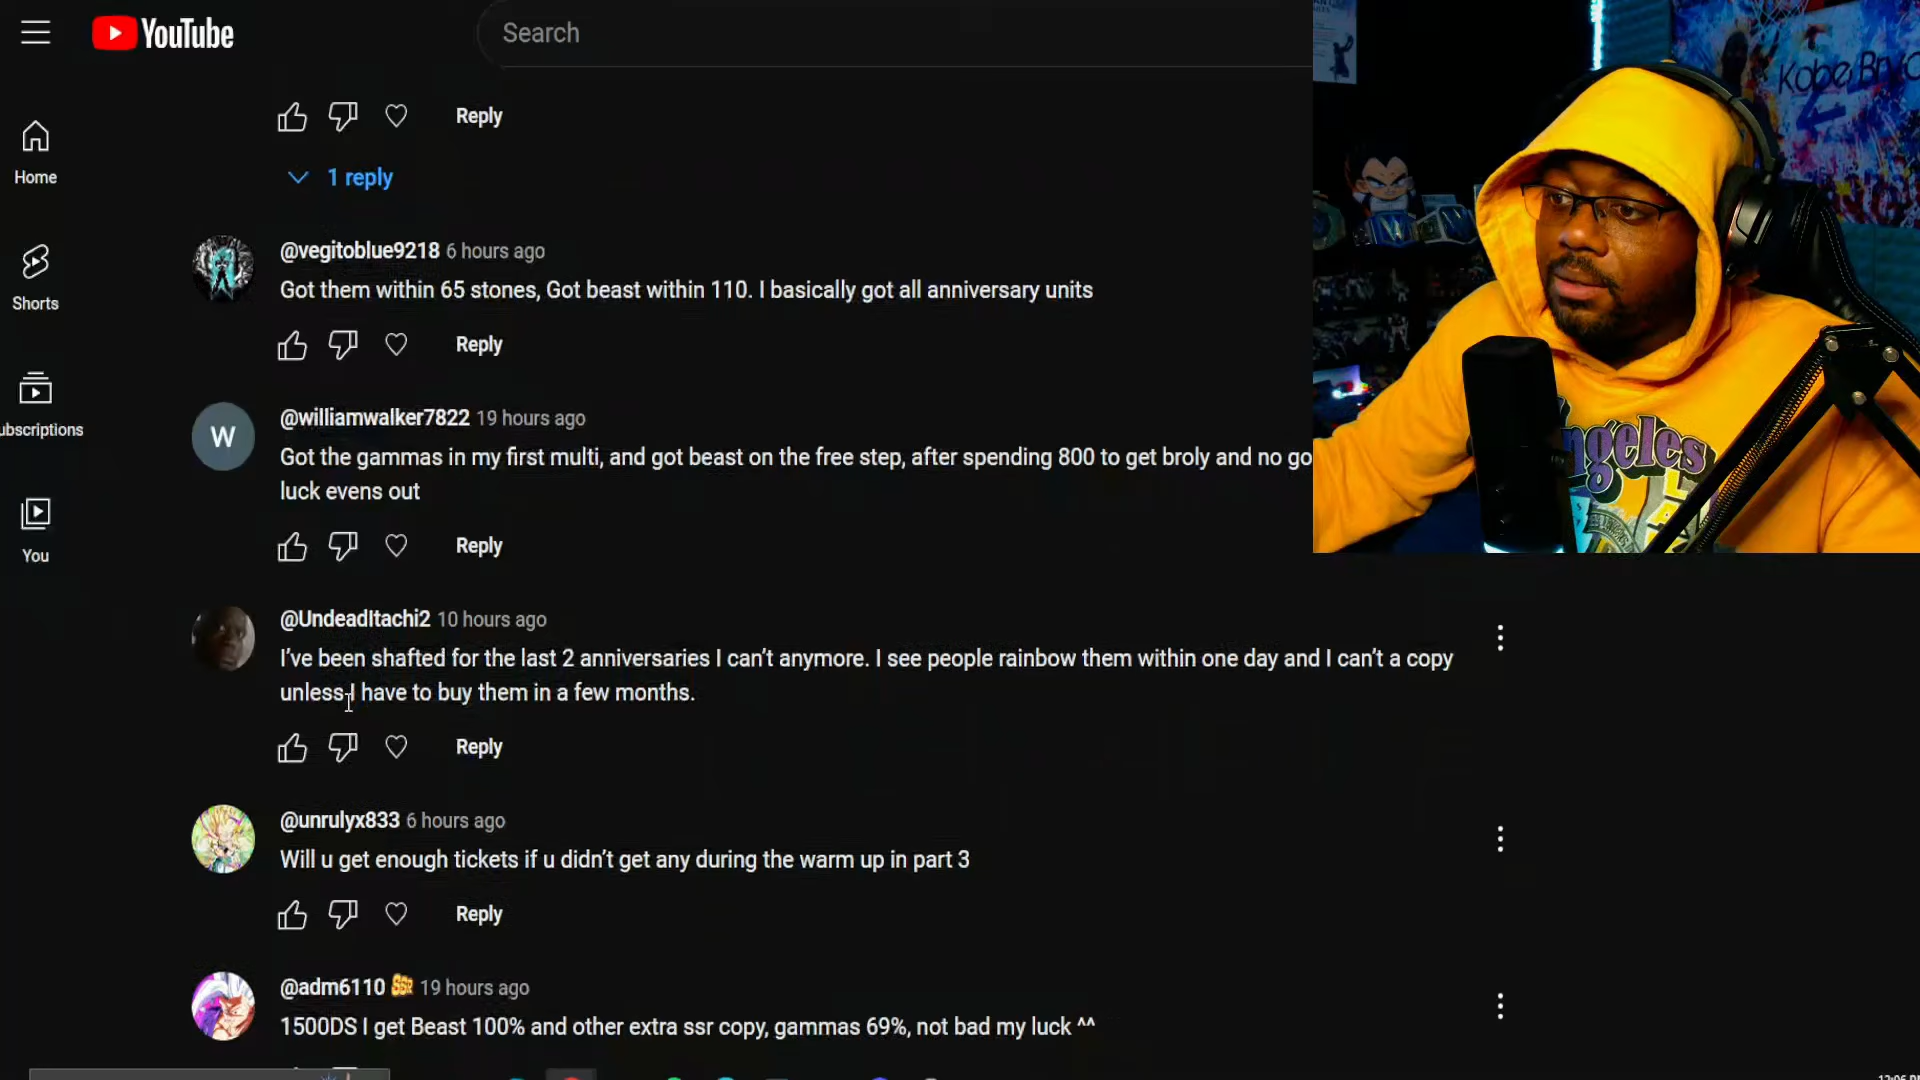 YouTube
Search
Kobe Brya
Reply
1 reply
Home
@vegitoblue9218 6 hours ago
Got them within 65 stones, Got beast within 110. I basically got all anniversary units
Shorts
Reply
@williamwalker7822 19 hours ago
W
Got the gammas in my first multi, and got beast on the free step, after spending 800 to get broly and no go
luck evens out
ubscriptions
ngeles
Reply
You
@UndeadItachi2 10 hours ago
I've been shafted for the last 2 anniversaries I can't anymore. I see people rainbow them within one day and I can't a copy
unless I have to buy them in a few months.
Reply
@unrulyx833 6 hours ago
Will u get enough tickets if u didn't get any during the warm up in part 3
Reply
@adm6110 SSR 19 hours ago
1500DS I get Beast 100% and other extra ssr copy, gammas 69%, not bad my luck ^^